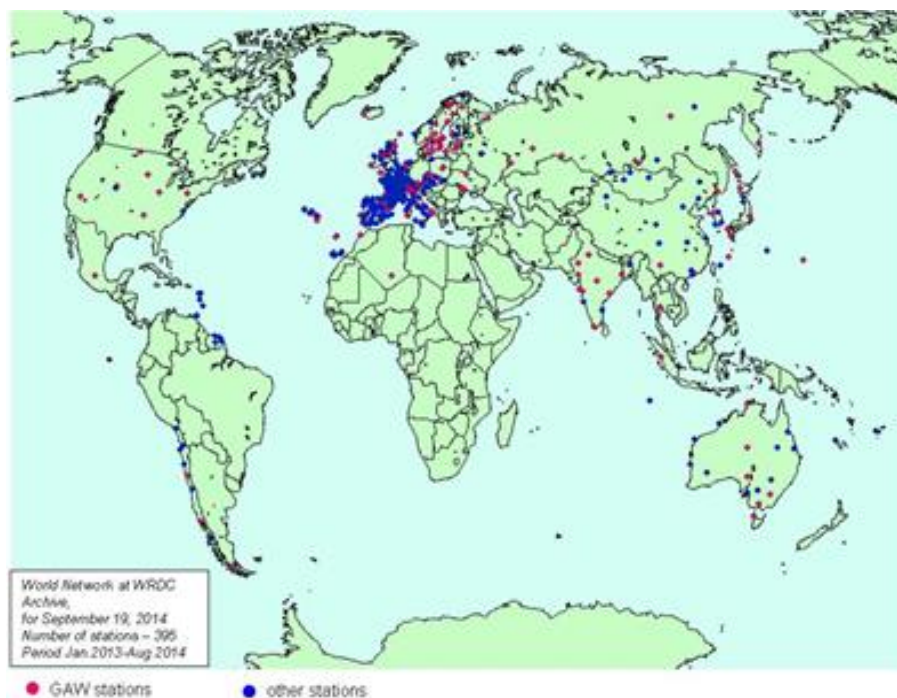 World Network at WRDC
Archive,
for September 19, 2014
Number of stations – 395
Period Jan.2013-Aug 2014
GAW stations
other stations